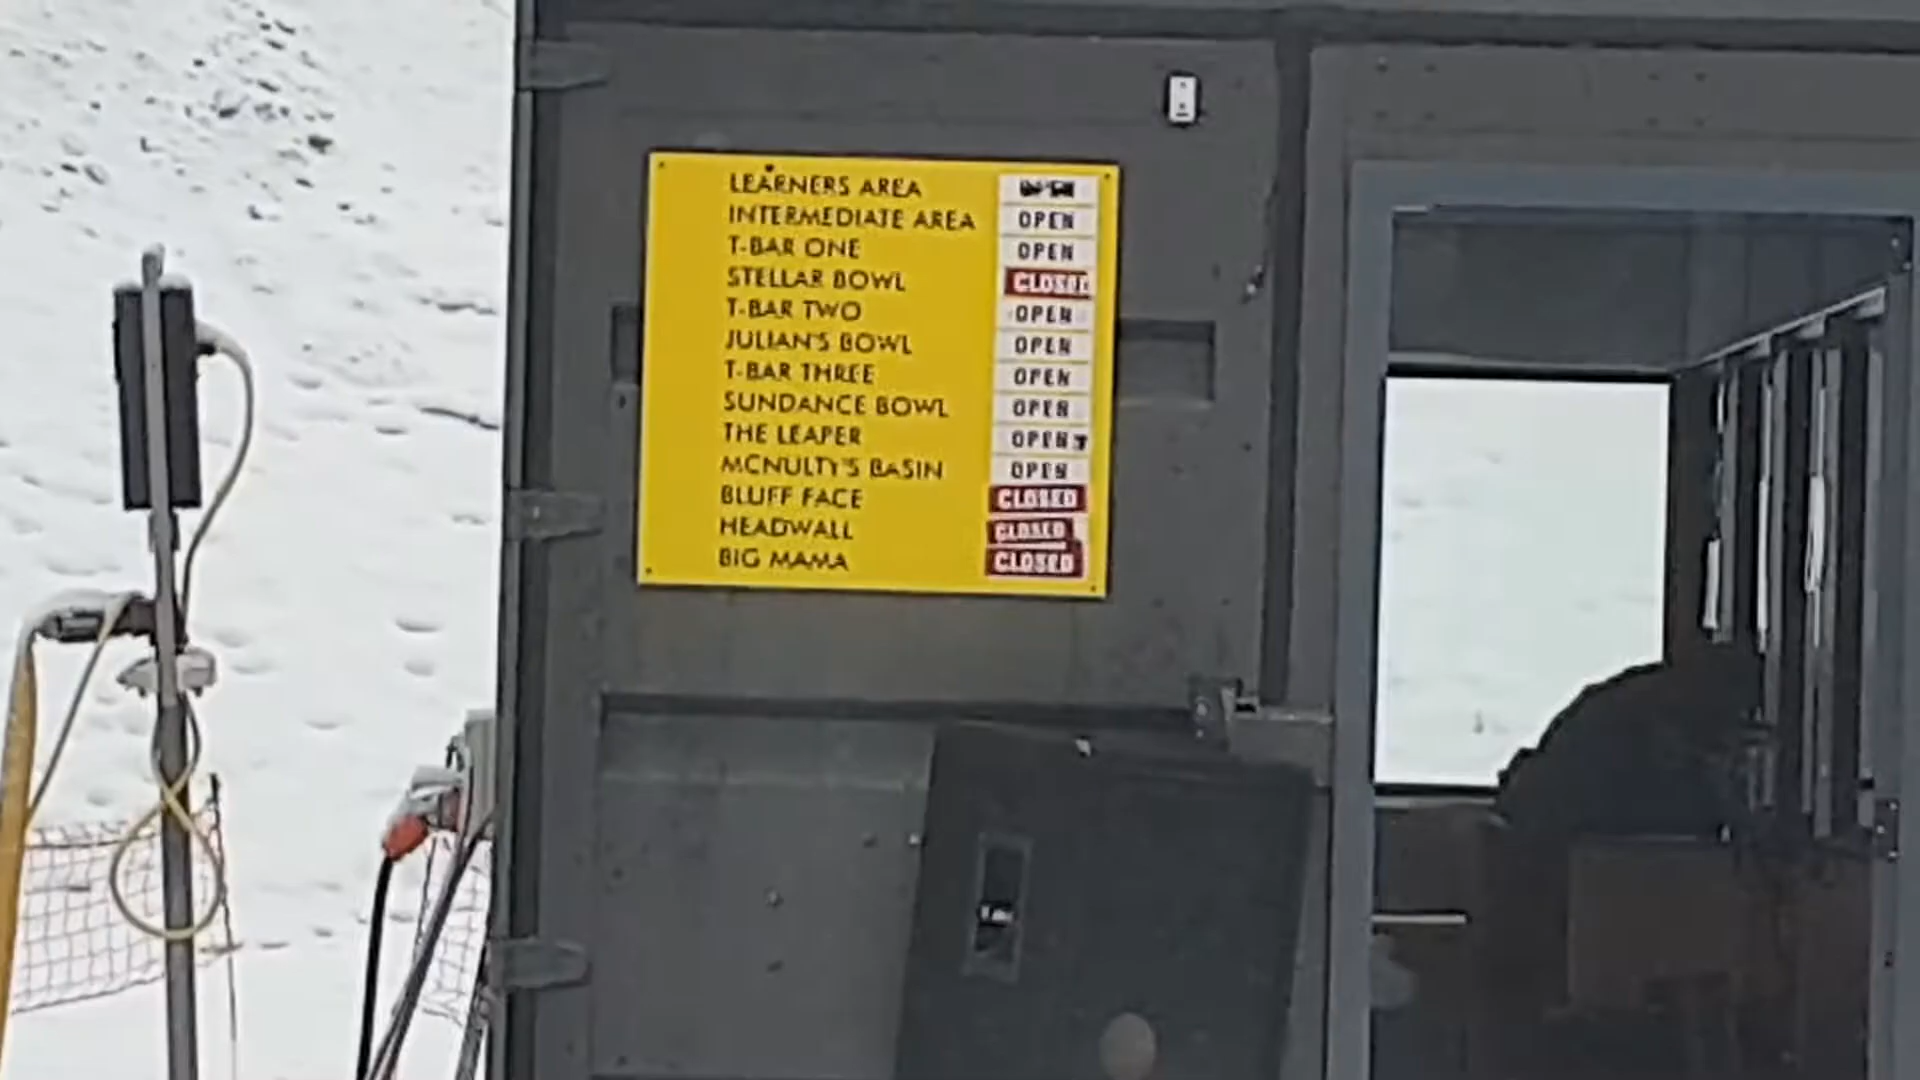 LEARNERS AREA
INTERMEDIATE AREA OPEN
T-BAR ONE OPEN
STELLAR BOWL CLOSED
T-BAR TWO OPEN
JULIAN'S BOWL OPEN
T-BAR THREE OPEN
SUNDANCE BOWL OPEN
THE LEAPER OPEN
MCNULTY'S BASIN OPEN
BLUFF FACE CLOSED
HEADWALL CLOSED
BIG MAMA CLOSED